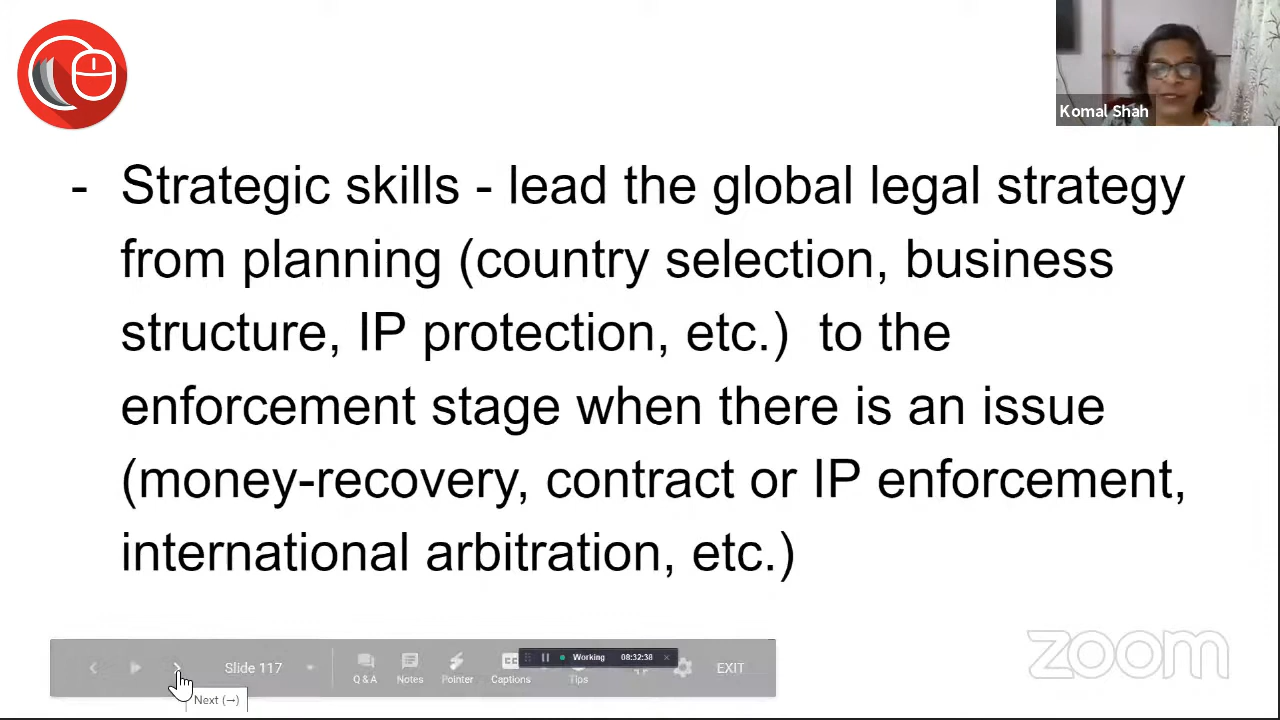 Komal Shah
- Strategic skills - lead the global legal strategy
from planning (country selection, business
structure, IP protection, etc.) to the
enforcement stage when there is an issue
(money-recovery, contract or IP enforcement,
international arbitration, etc.)
zoom
Slide 117
Q & A
Notes
Pointer
CC
Captions
Working
08:32:38
Tips
EXIT
Next (→)